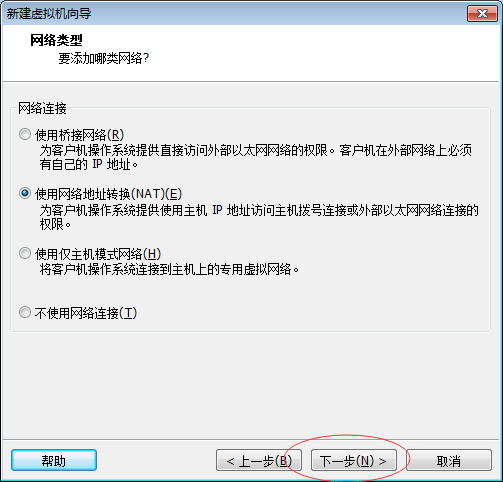 新建虚拟机向导
网络类型
要添加哪类网络?
网络连接
使用桥接网络(R)
为客户机操作系统提供直接访问外部以太网网络的权限。客户机在外部网络上必须
有自己的 IP 地址。
使用网络地址转换(NAT)(E)
为客户机操作系统提供使用主机 IP 地址访问主机拨号连接或外部以太网网络连接的
权限。
使用仅主机模式网络(H)
将客户机操作系统连接到主机上的专用虚拟网络。
不使用网络连接(T)
帮助
< 上一步(B)
下一步(N) >
取消